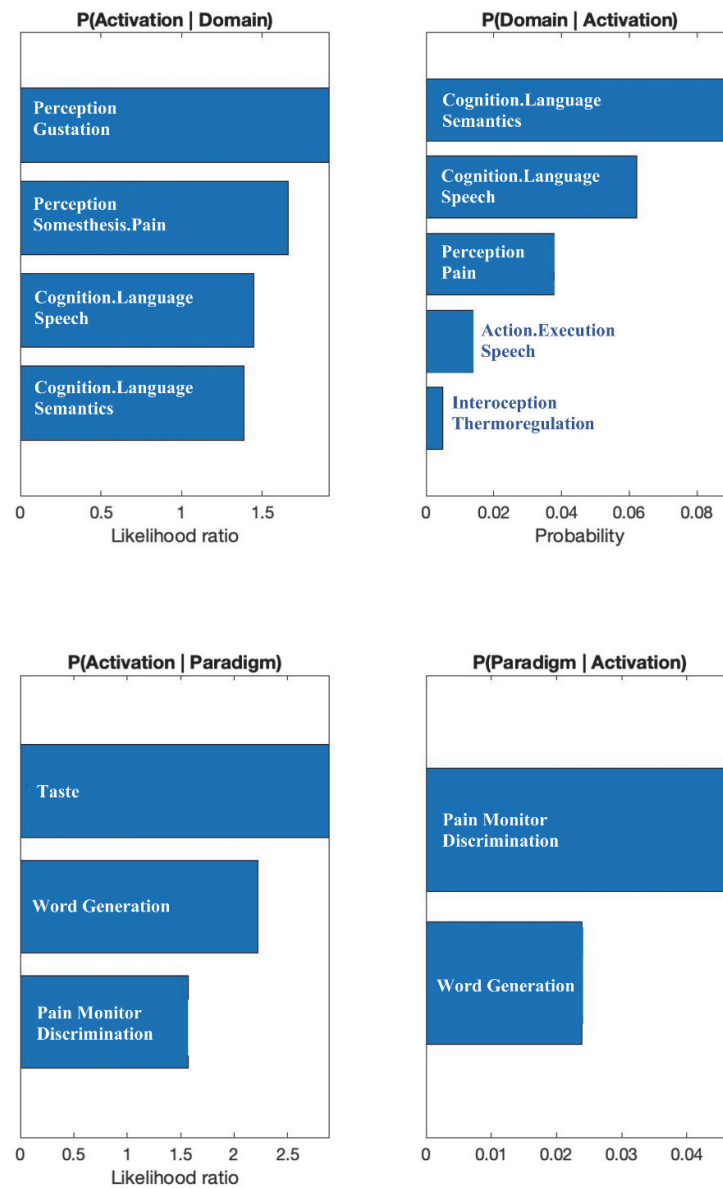 P(Activation | Domain)
Perception
Gustation
Perception
Somesthesis.Pain
Cognition.Language
Speech
Cognition.Language
Semantics
0 0.5 1 1.5
Likelihood ratio
P(Domain | Activation)
Cognition.Language
Semantics
Cognition.Language
Speech
Perception
Pain
Action.Execution
Speech
Interoception
Thermoregulation
0 0.02 0.04 0.06 0.08
Probability
P(Activation | Paradigm)
Taste
Word Generation
Pain Monitor
Discrimination
0 0.5 1 1.5 2 2.5
Likelihood ratio
P(Paradigm | Activation)
Pain Monitor
Discrimination
Word Generation
0 0.01 0.02 0.03 0.04